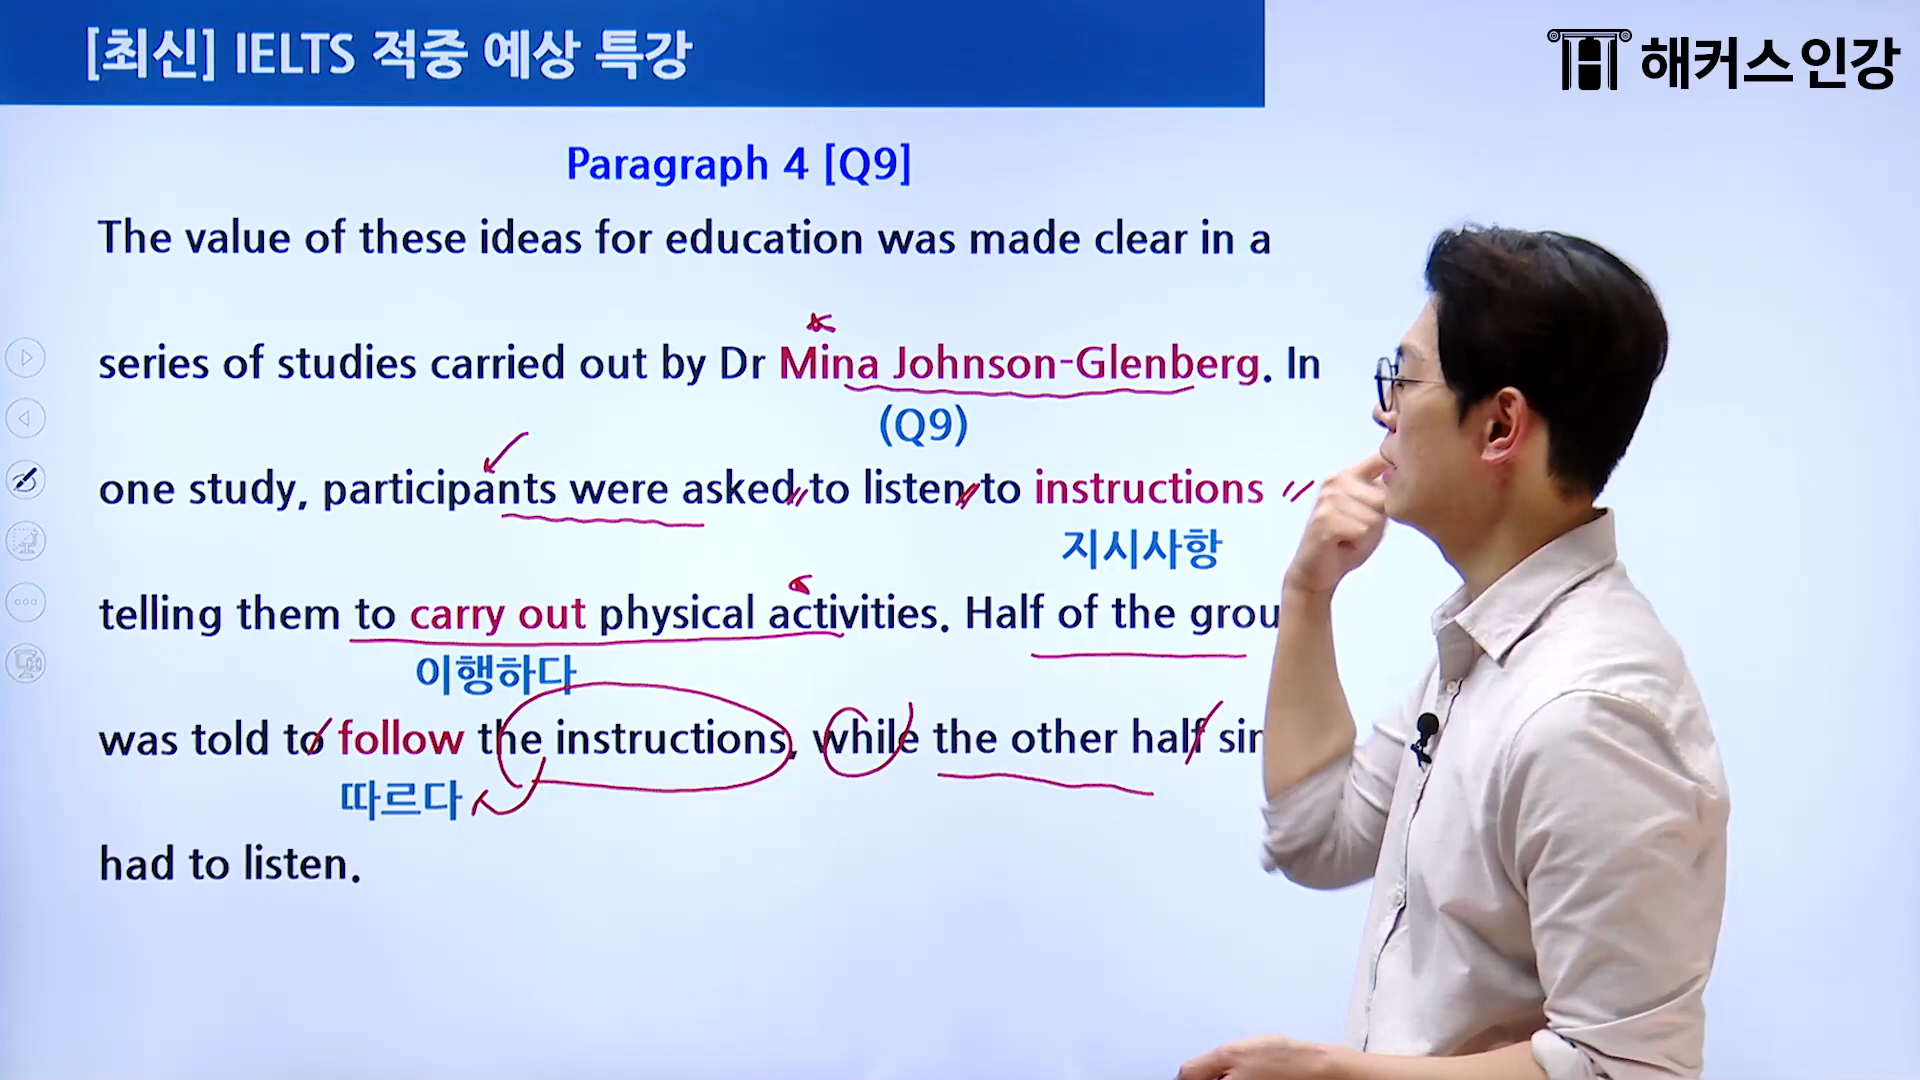 [최신] IELTS 적중 예상 특강
해커스인강
Paragraph 4 [Q9]
The value of these ideas for education was made clear in a
series of studies carried out by Dr Mina Johnson-Glenberg. In
(Q9)
one study, participants were asked to listen to instructions
지시사항
telling them to carry out physical activities. Half of the
이행하다
was told to follow the instructions, while the other half
따르다
had to listen.